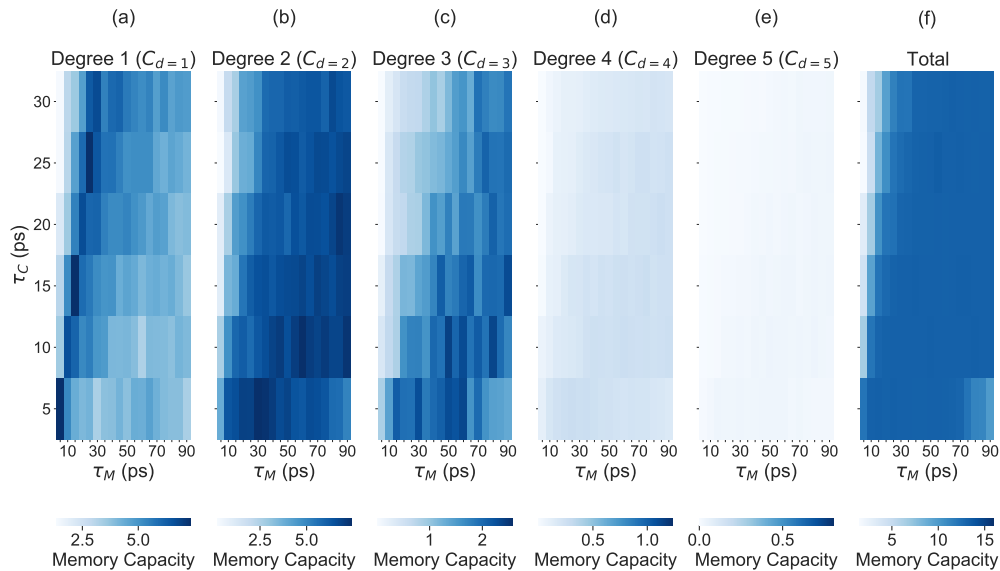 (a) (b) (c) (d) (e) (f)
Degree 1 (C_{d=1}) Degree 2 (C_{d=2}) Degree 3 (C_{d=3}) Degree 4 (C_{d=4}) Degree 5 (C_{d=5}) Total
30
25
20
τ_C (ps)
15
10
5
10 30 50 70 90 10 30 50 70 90 10 30 50 70 90 10 30 50 70 90 10 30 50 70 90 10 30 50 70 90
τ_M (ps) τ_M (ps) τ_M (ps) τ_M (ps) τ_M (ps) τ_M (ps)
2.5 5.0 2.5 5.0 1 2 0.5 1.0 0.0 0.5 5 10 15
Memory Capacity Memory Capacity Memory Capacity Memory Capacity Memory Capacity Memory Capacity